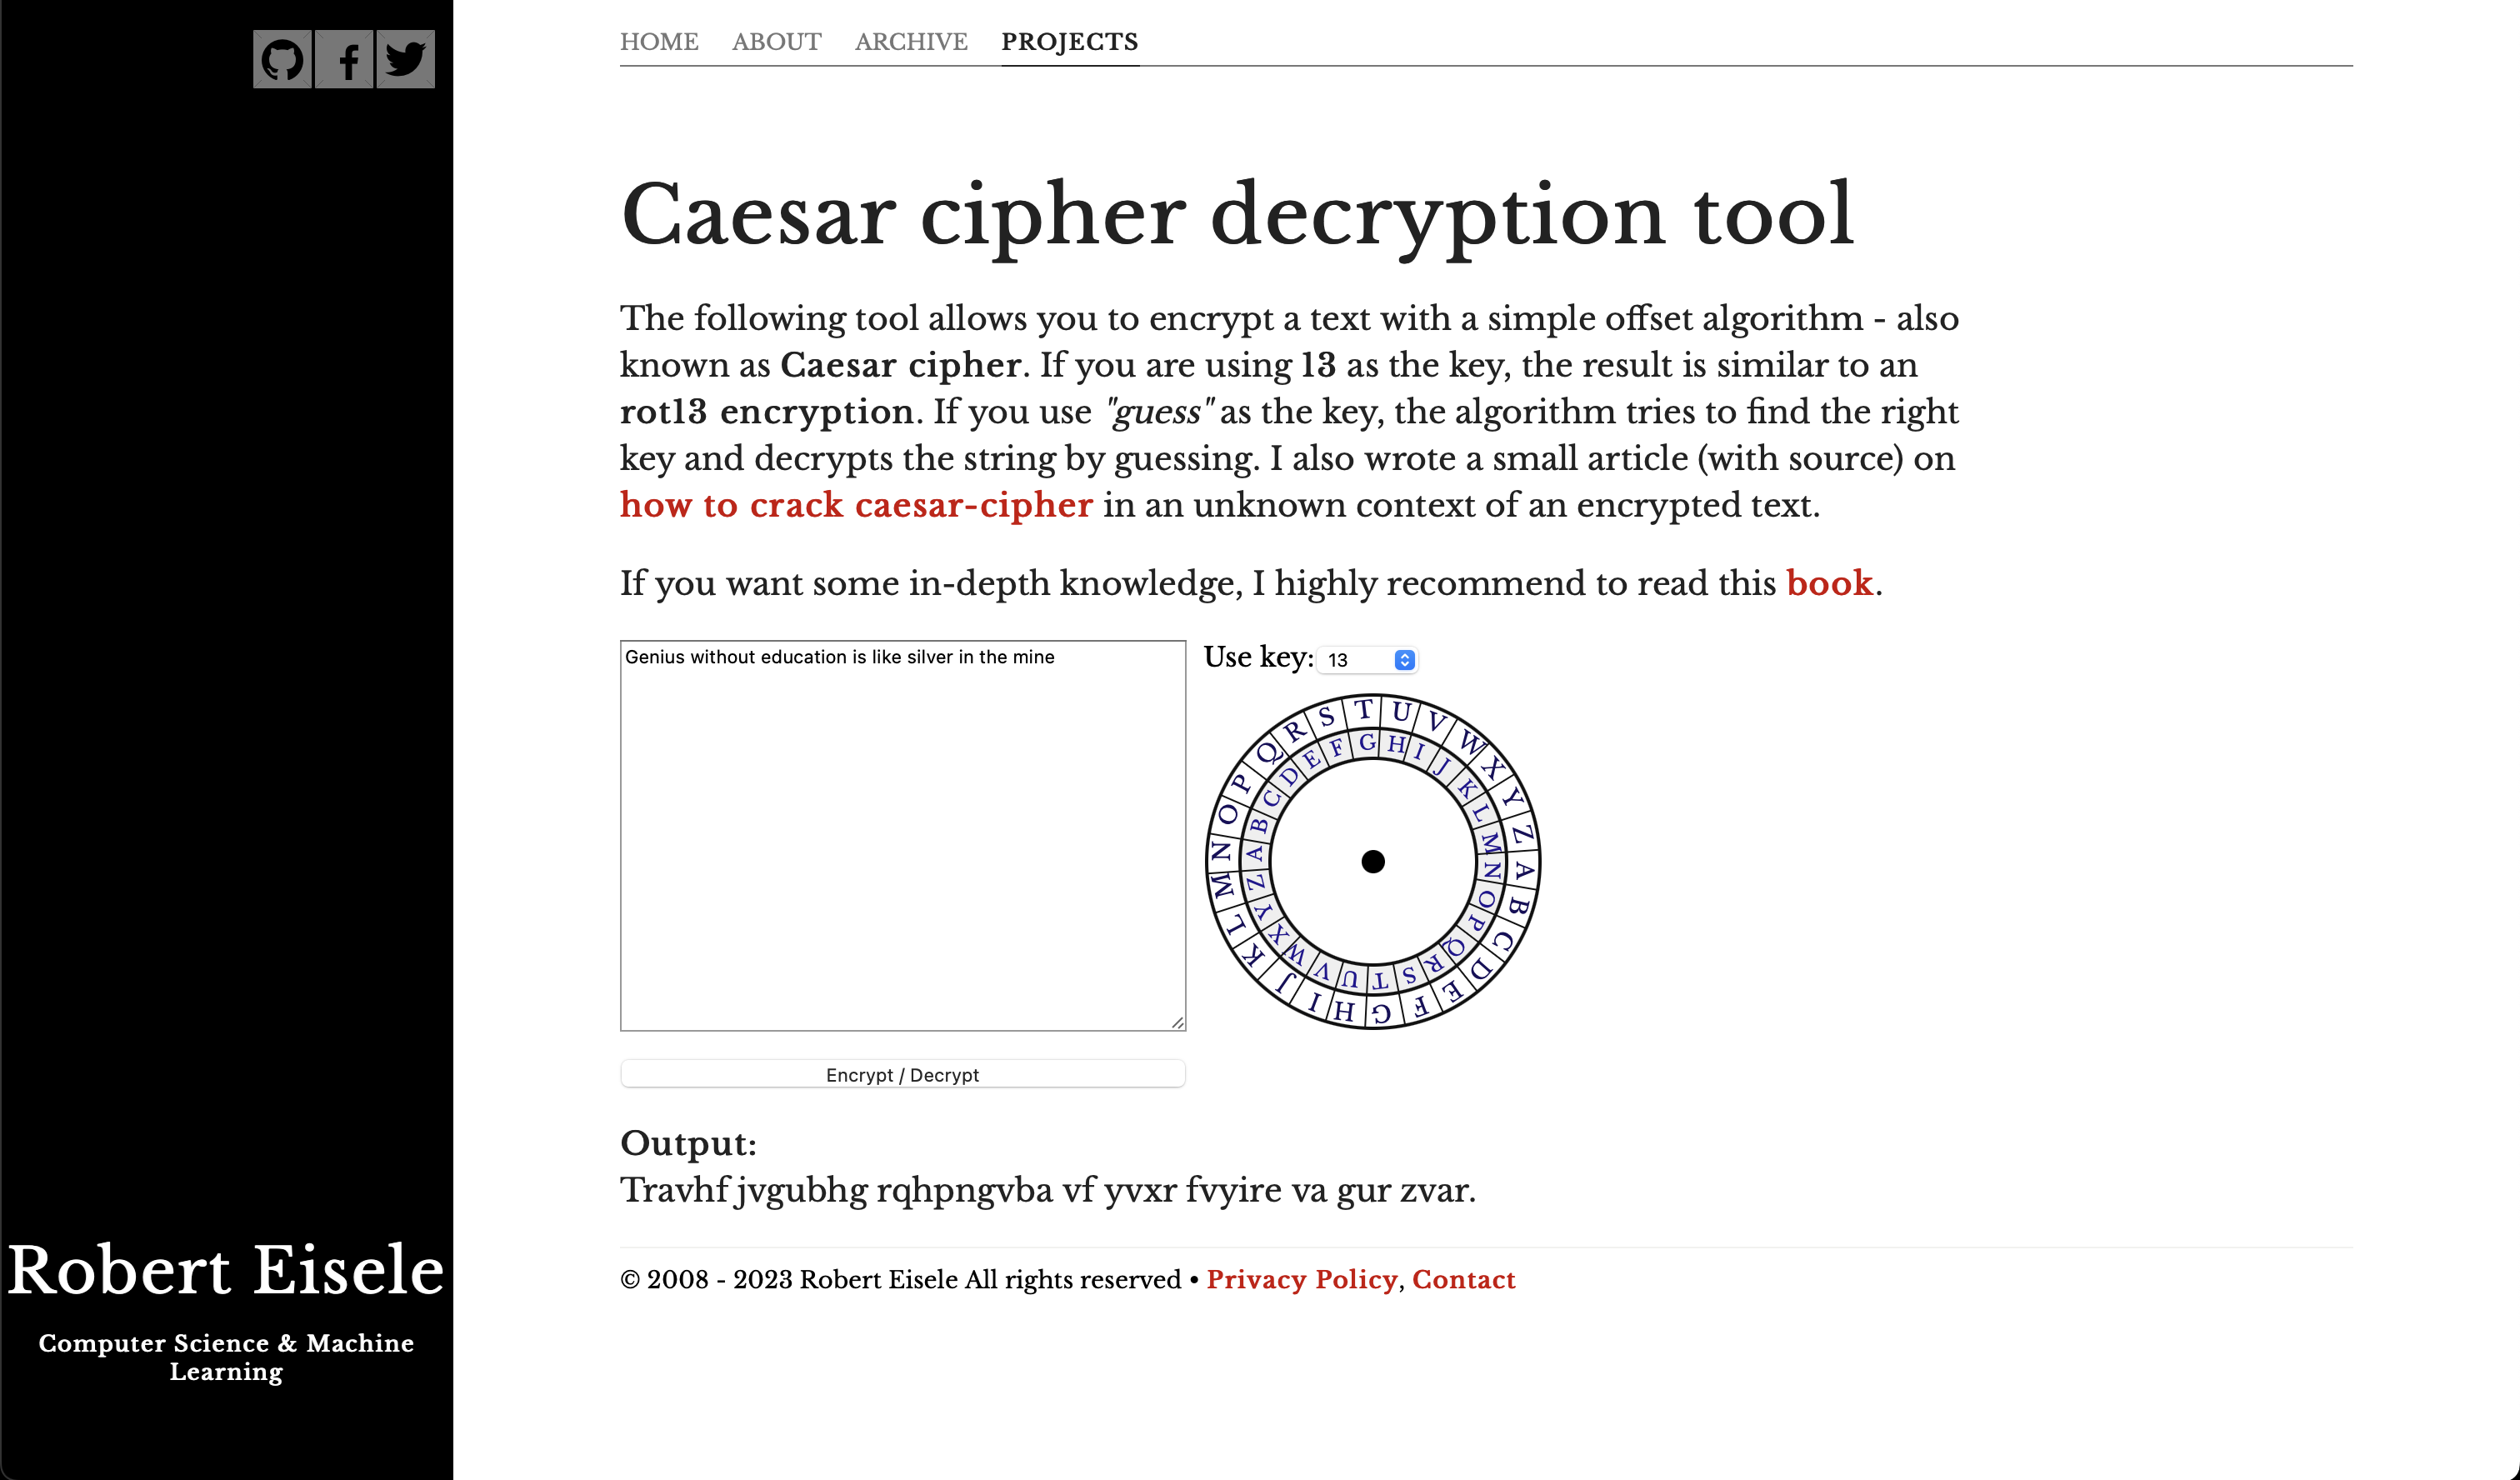 HOME ABOUT ARCHIVE PROJECTS
Caesar cipher decryption tool
The following tool allows you to encrypt a text with a simple offset algorithm - also
known as Caesar cipher. If you are using 13 as the key, the result is similar to an
rot13 encryption. If you use "guess" as the key, the algorithm tries to find the right
key and decrypts the string by guessing. I also wrote a small article (with source) on
how to crack caesar-cipher in an unknown context of an encrypted text.
If you want some in-depth knowledge, I highly recommend to read this book.
Genius without education is like silver in the mine
Use key: 13
A B C D E F G H I J K L M N O P Q R S T U V W X Y Z
A B C D E F G H I J K L M N O P Q R S T U V W X Y Z
Encrypt / Decrypt
Output:
Travhf jvgubhg rqhpngvba vf yvxr fvyire va gur zvar.
© 2008 - 2023 Robert Eisele All rights reserved • Privacy Policy, Contact
Robert Eisele
Computer Science & Machine
Learning